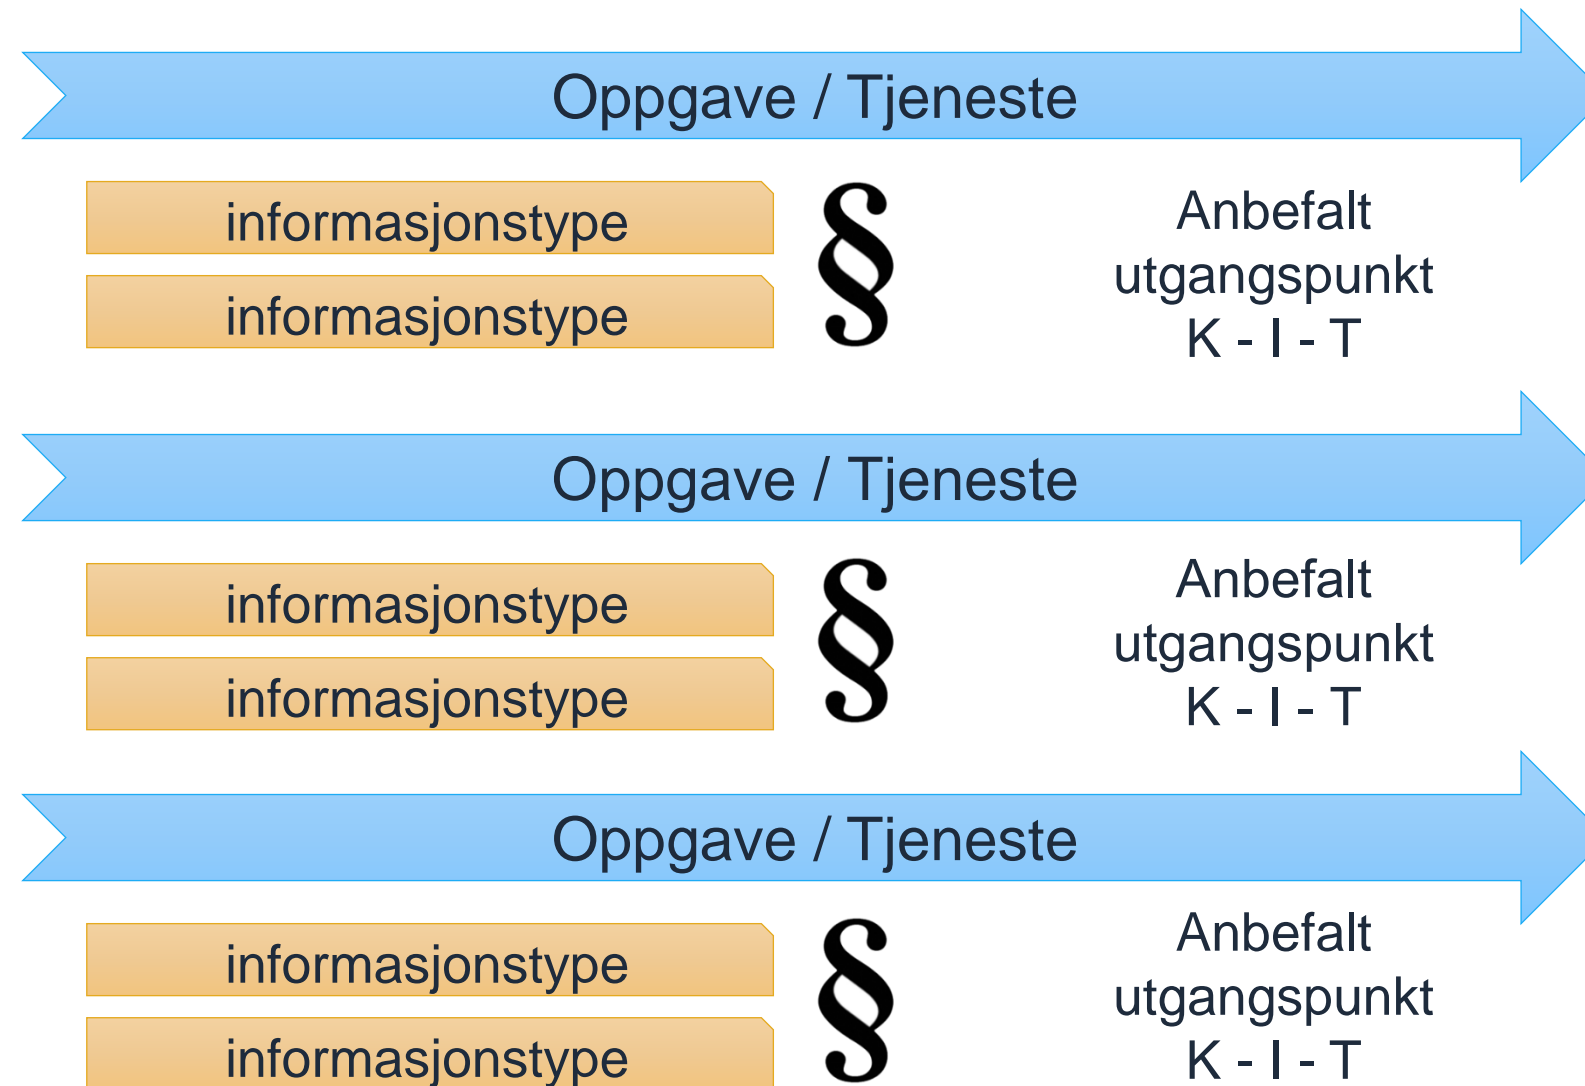 Oppgave / Tjeneste
informasjonstype
informasjonstype
§
Anbefalt
utgangspunkt
K - I - T
Oppgave / Tjeneste
informasjonstype
informasjonstype
§
Anbefalt
utgangspunkt
K - I - T
Oppgave / Tjeneste
informasjonstype
informasjonstype
§
Anbefalt
utgangspunkt
K - I - T